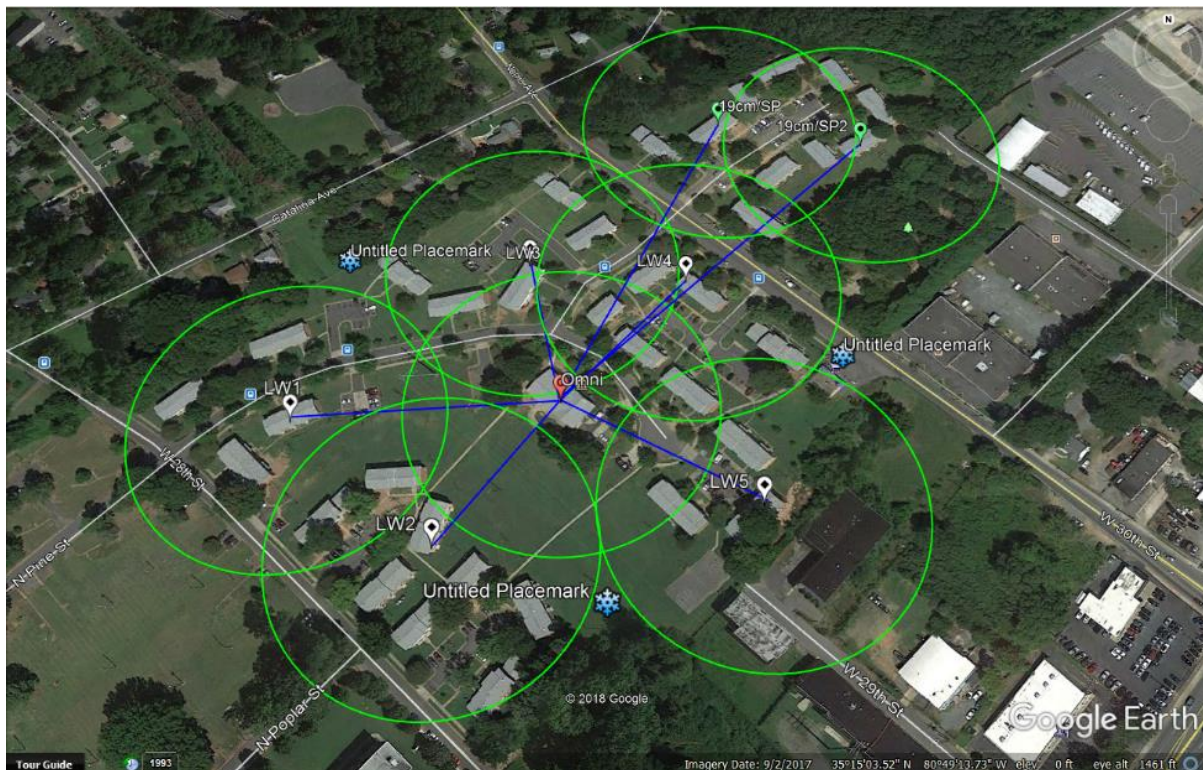 N
19cm/SP
19cm/SP2
Catalina Ave
Untitled Placemark
LW3
LW4
Untitled Placemark
Omni
LW1
W 28th St
LW5
LW2
W 30th St
N Pine St
Untitled Placemark
W 29th St
© 2018 Google
N Poplar St
Google Earth
Tour Guide
1993
Imagery Date: 9/2/2017 35°15'03.52" N 80°49'13.73" W elev 0 ft eye alt 1461 ft